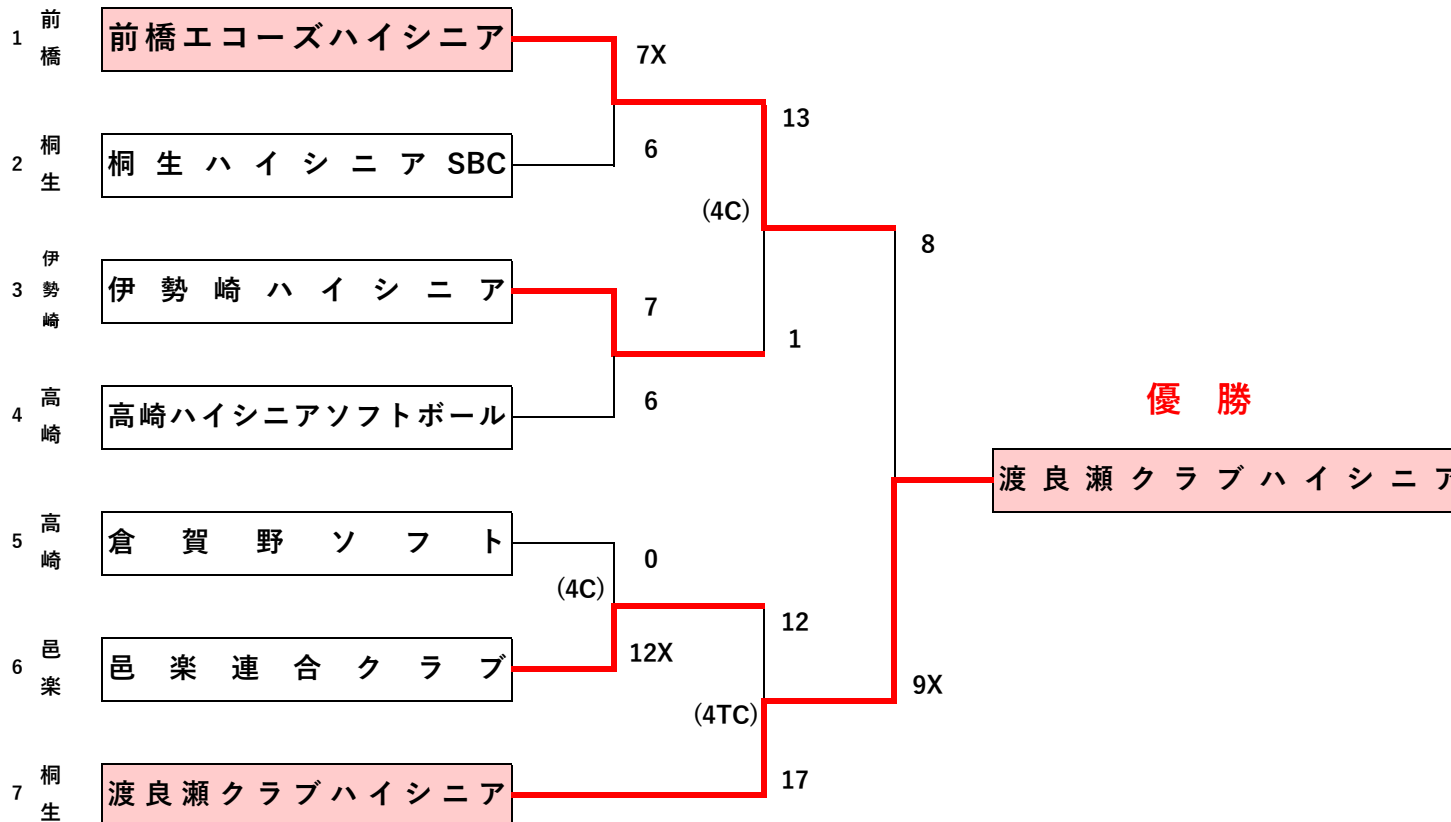 1 前橋 前橋エコーズハイシニア
7X
13
2 桐生 桐生ハイシニアSBC
6
(4C)
8
3 伊勢崎 伊勢崎ハイシニア
7
1
4 高崎 高崎ハイシニアソフトボール
6
優勝
渡良瀬クラブハイシニア
5 高崎 倉賀野ソフト
0
(4C)
12
6 邑楽 邑楽連合クラブ
12X
9X
(4TC)
7 桐生 渡良瀬クラブハイシニア
17